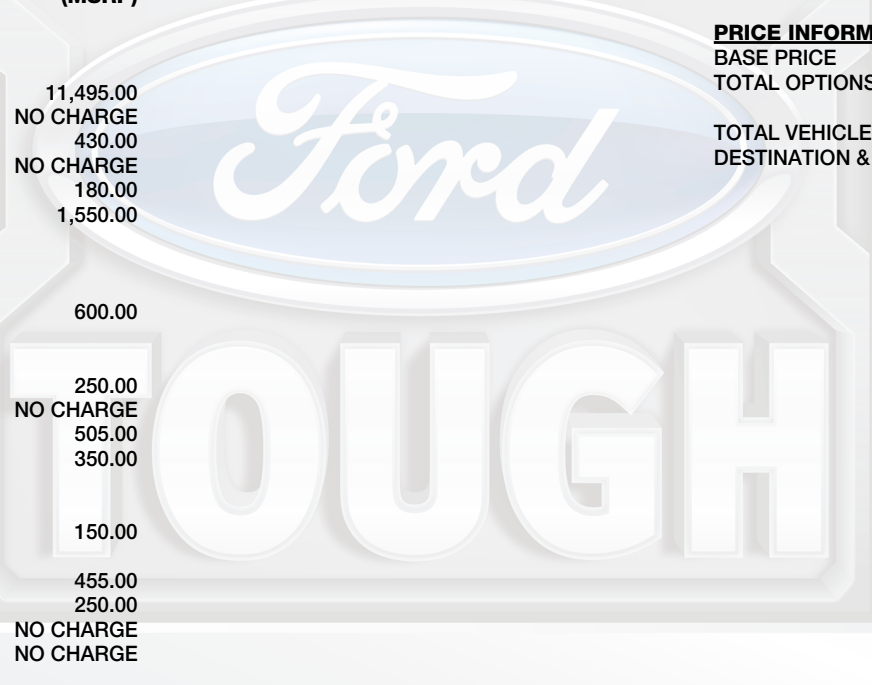 (MSRP)
11,495.00
NO CHARGE
430.00
NO CHARGE
180.00
1,550.00
600.00
250.00
NO CHARGE
505.00
350.00
150.00
455.00
250.00
NO CHARGE
NO CHARGE
PRICE INFORM
BASE PRICE
TOTAL OPTIONS
TOTAL VEHICLE
DESTINATION &
Ford
TOUGH